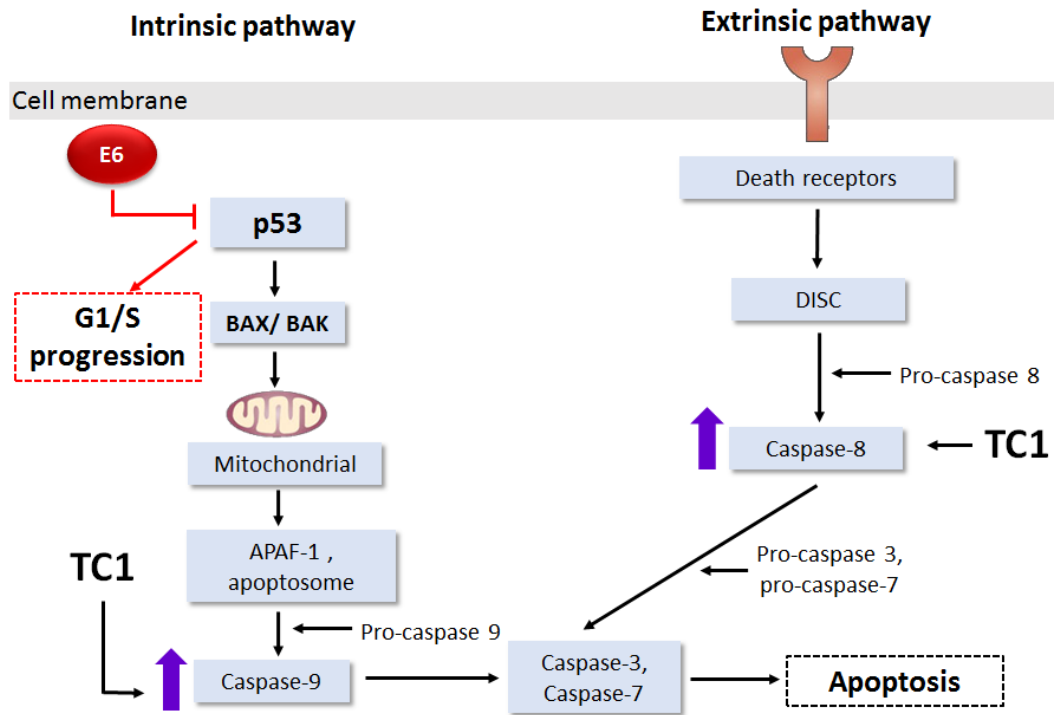 Intrinsic pathway
Extrinsic pathway
Cell membrane
E6
p53
G1/S
progression
BAX/ BAK
Mitochondrial
APAF-1 ,
apoptosome
TC1
Pro-caspase 9
Caspase-9
Death receptors
DISC
Pro-caspase 8
Caspase-8
TC1
Pro-caspase 3,
pro-caspase-7
Caspase-3,
Caspase-7
Apoptosis